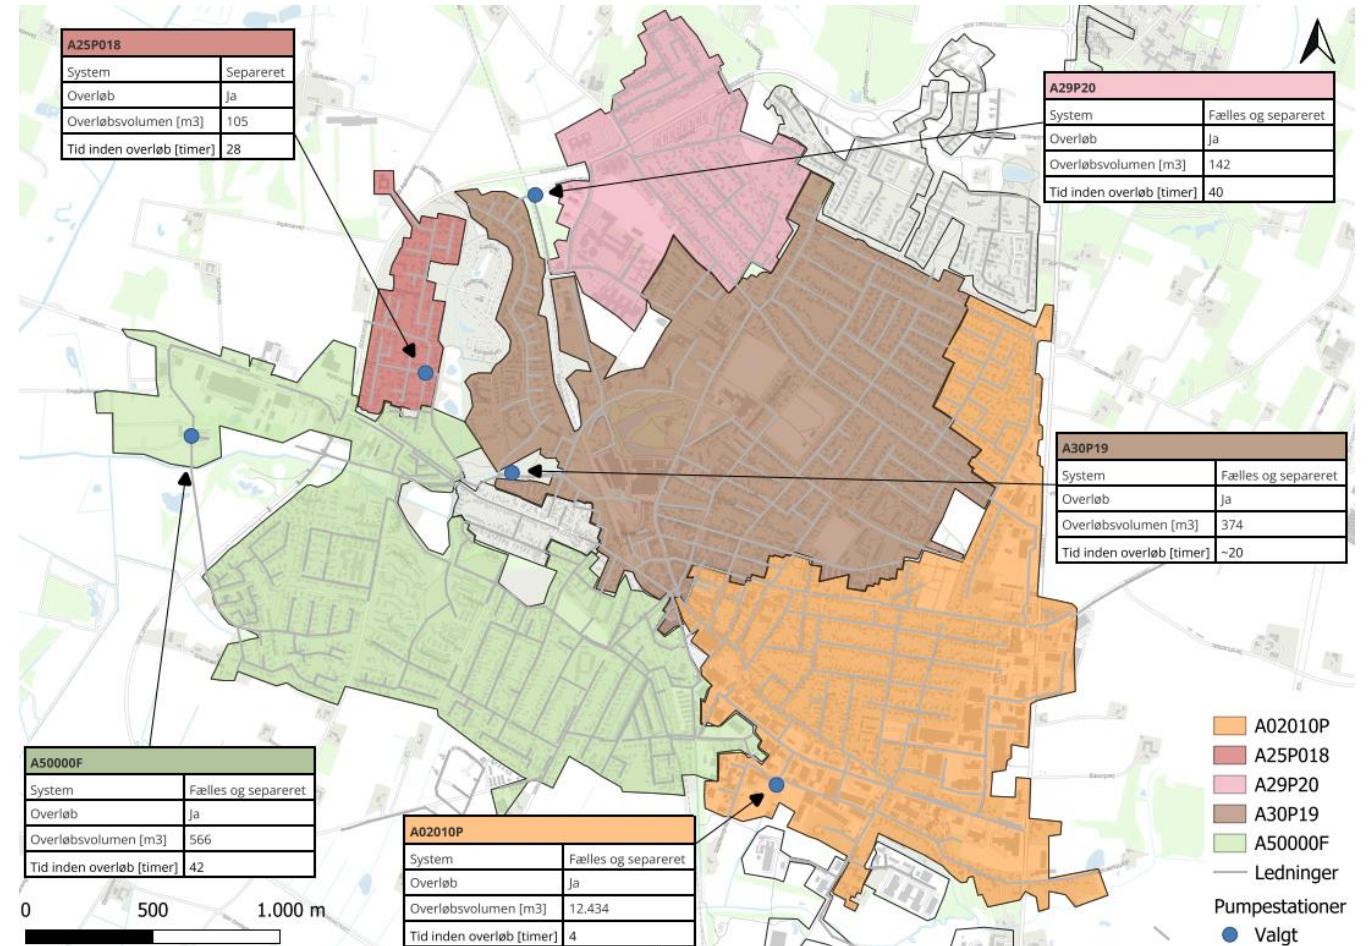 A25P018
System Separeret
Overløb Ja
Overløbsvolumen [m3] 105
Tid inden overløb [timer] 28
A29P20
System Fælles og separeret
Overløb Ja
Overløbsvolumen [m3] 142
Tid inden overløb [timer] 40
A30P19
System Fælles og separeret
Overløb Ja
Overløbsvolumen [m3] 374
Tid inden overløb [timer] ~20
A50000F
System Fælles og separeret
Overløb Ja
Overløbsvolumen [m3] 566
Tid inden overløb [timer] 42
A02010P
System Fælles og separeret
Overløb Ja
Overløbsvolumen [m3] 12.434
Tid inden overløb [timer] 4
A02010P
A25P018
A29P20
A30P19
A50000F
Ledninger
Pumpestationer
Valgt
0 500 1.000 m